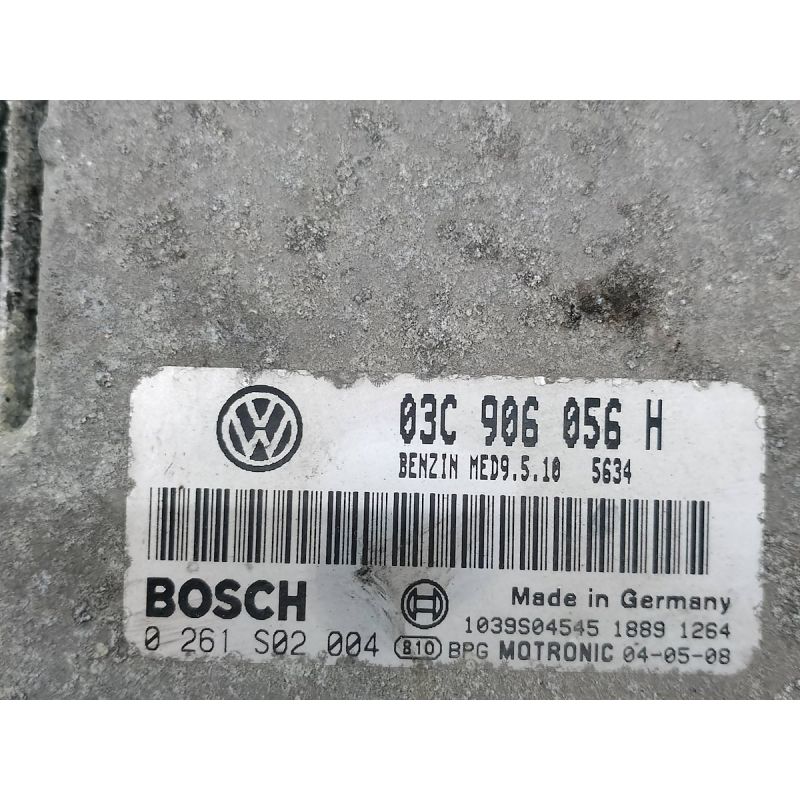 03C 906 056 H
BENZIN MED9.5.10 5634
BOSCH
Made in Germany
1039S04545 1889 1264
0 261 S02 004 810 BPG MOTRONIC 04-05-08